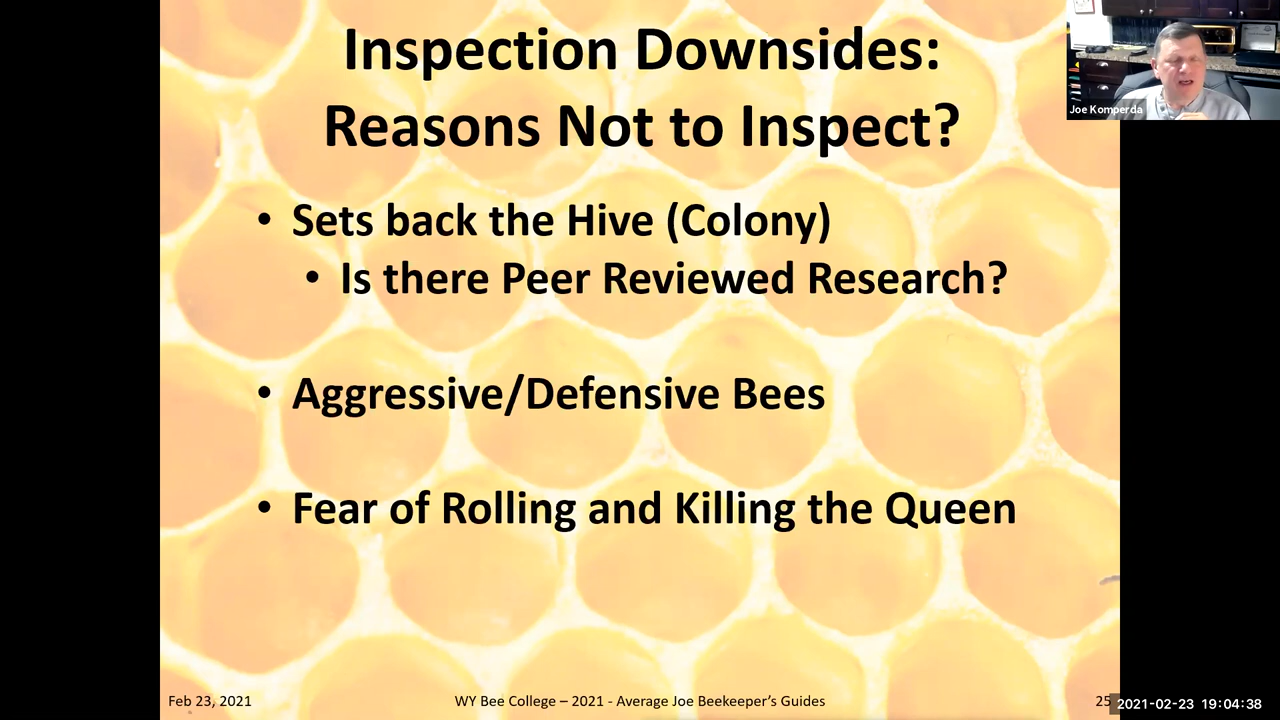 Inspection Downsides:
Reasons Not to Inspect?
Joe Komperda
• Sets back the Hive (Colony)
• Is there Peer Reviewed Research?
• Aggressive/Defensive Bees
• Fear of Rolling and Killing the Queen
Feb 23, 2021
WY Bee College – 2021 - Average Joe Beekeeper's Guides
25
2021-02-23 19:04:38